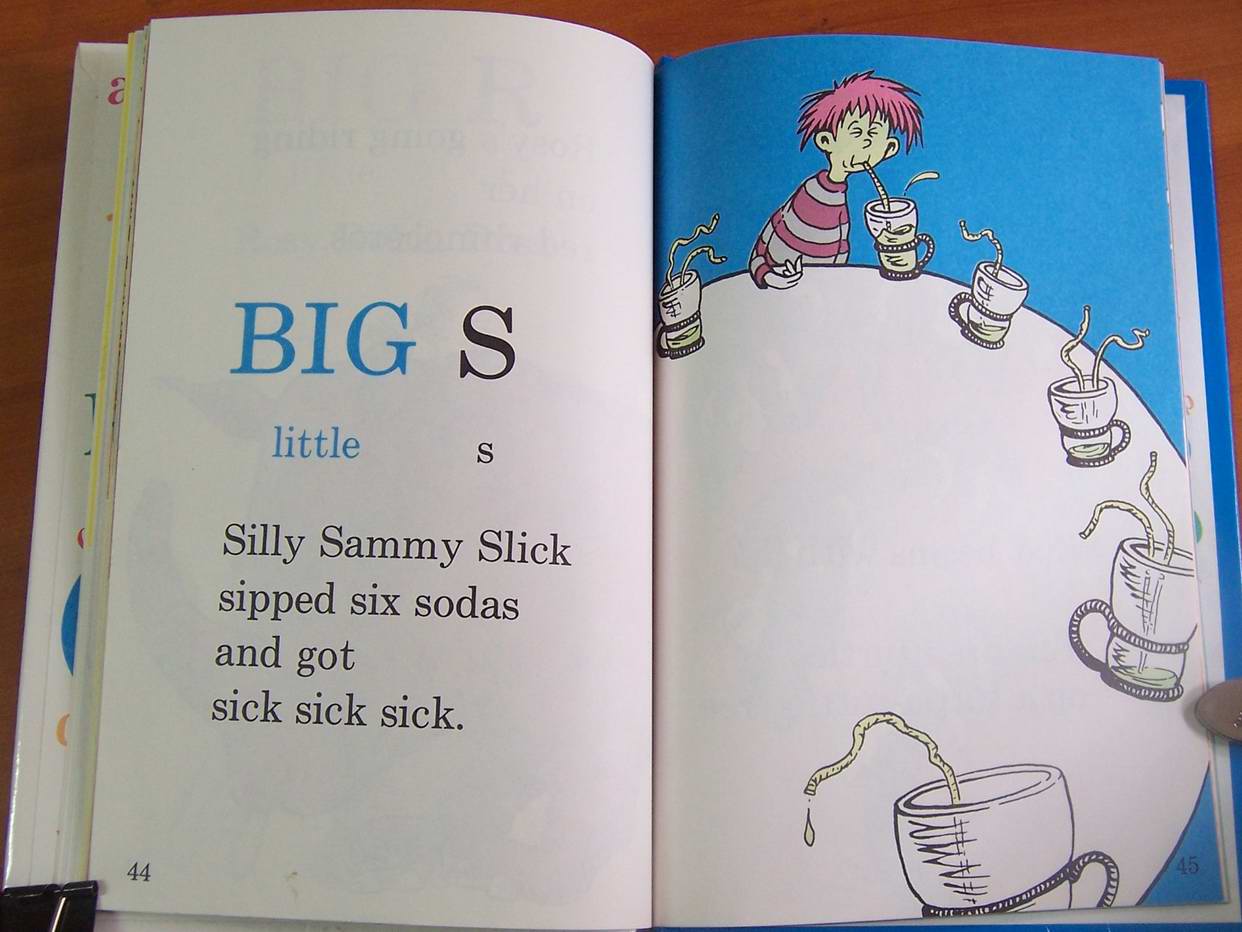 BIG S
little s
Silly Sammy Slick
sipped six sodas
and got
sick sick sick.
44
45